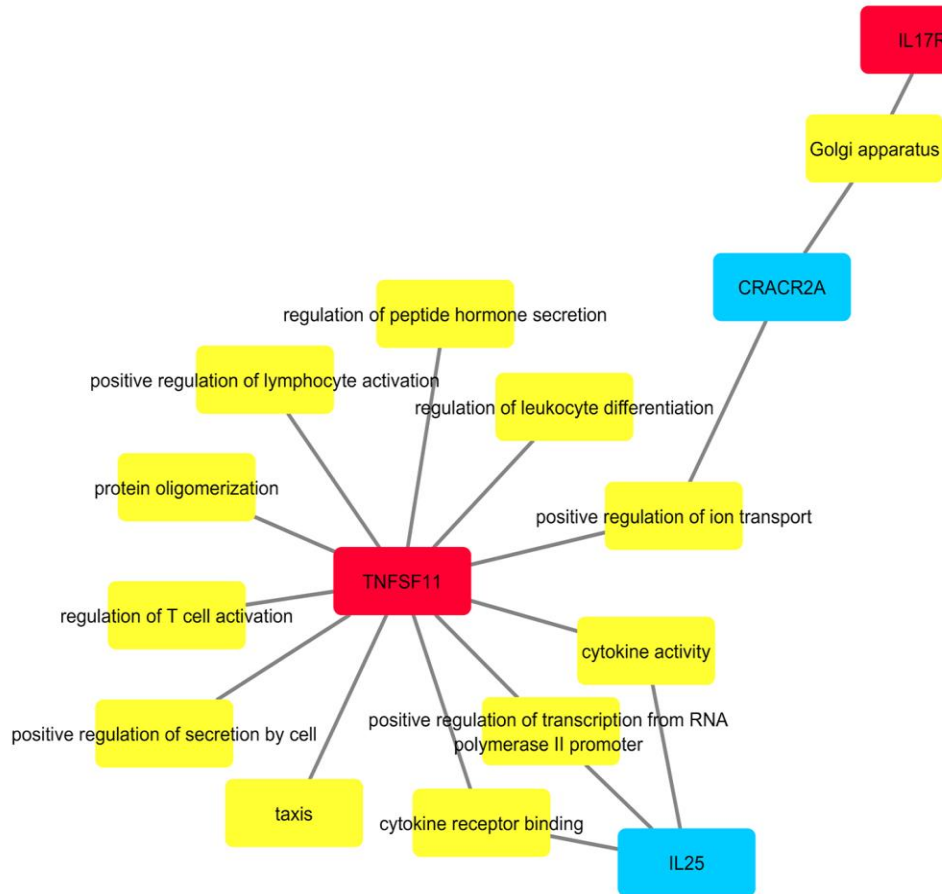 IL17R
Golgi apparatus
CRACR2A
regulation of peptide hormone secretion
positive regulation of lymphocyte activation
regulation of leukocyte differentiation
protein oligomerization
positive regulation of ion transport
TNFSF11
regulation of T cell activation
cytokine activity
positive regulation of transcription from RNA
polymerase II promoter
positive regulation of secretion by cell
taxis
cytokine receptor binding
IL25